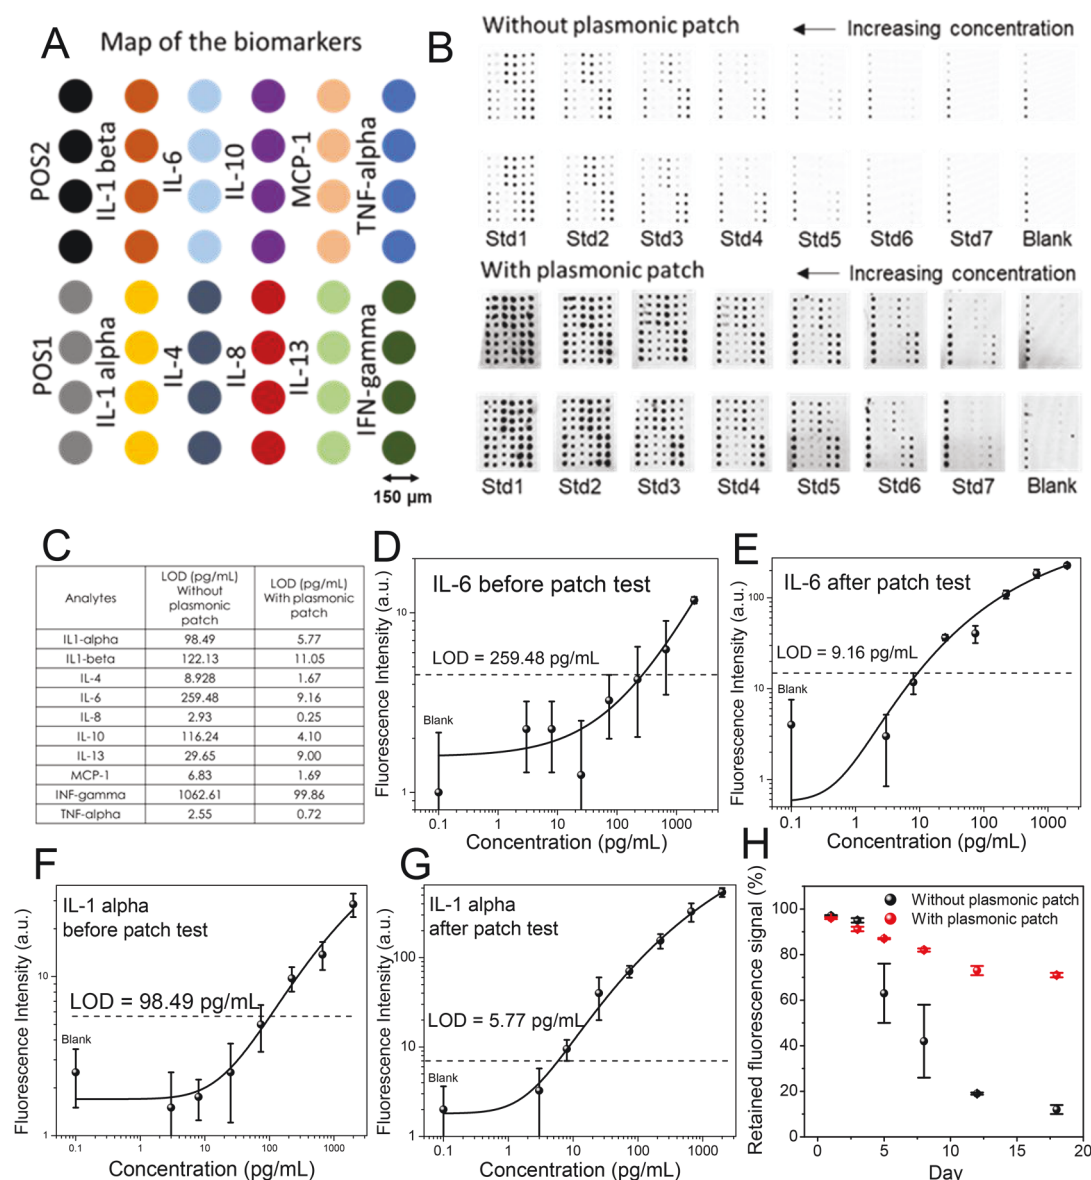 A
Map of the biomarkers
POS2
IL-1 beta
IL-6
IL-10
MCP-1
TNF-alpha
POS1
IL-1 alpha
IL-4
IL-8
IL-13
IFN-gamma
150 µm
B
Without plasmonic patch
Increasing concentration
Std1 Std2 Std3 Std4 Std5 Std6 Std7 Blank
With plasmonic patch
Increasing concentration
Std1 Std2 Std3 Std4 Std5 Std6 Std7 Blank
C
Analytes
LOD (pg/mL)
Without
plasmonic
patch
LOD (pg/mL)
With plasmonic
patch
IL1-alpha 98.49 5.77
IL1-beta 122.13 11.05
IL-4 8.928 1.67
IL-6 259.48 9.16
IL-8 2.93 0.25
IL-10 116.24 4.10
IL-13 29.65 9.00
MCP-1 6.83 1.69
INF-gamma 1062.61 99.86
TNF-alpha 2.55 0.72
D
IL-6 before patch test
LOD = 259.48 pg/mL
Blank
Fluorescence Intensity (a.u.)
10
1
0.1 1 10 100 1000
Concentration (pg/mL)
E
IL-6 after patch test
LOD = 9.16 pg/mL
Blank
Fluorescence Intensity (a.u.)
100
10
1
0.1 1 10 100 1000
Concentration (pg/mL)
F
IL-1 alpha
before patch test
LOD = 98.49 pg/mL
Blank
Fluorescence Intensity (a.u.)
10
1
0.1 1 10 100 1000
Concentration (pg/mL)
G
IL-1 alpha
after patch test
LOD = 5.77 pg/mL
Blank
Fluorescence Intensity (a.u.)
100
10
1
0.1 1 10 100 1000
Concentration (pg/mL)
H
Without plasmonic patch
With plasmonic patch
Retained fluorescence signal (%)
100
80
60
40
20
0
0 5 10 15 20
Day